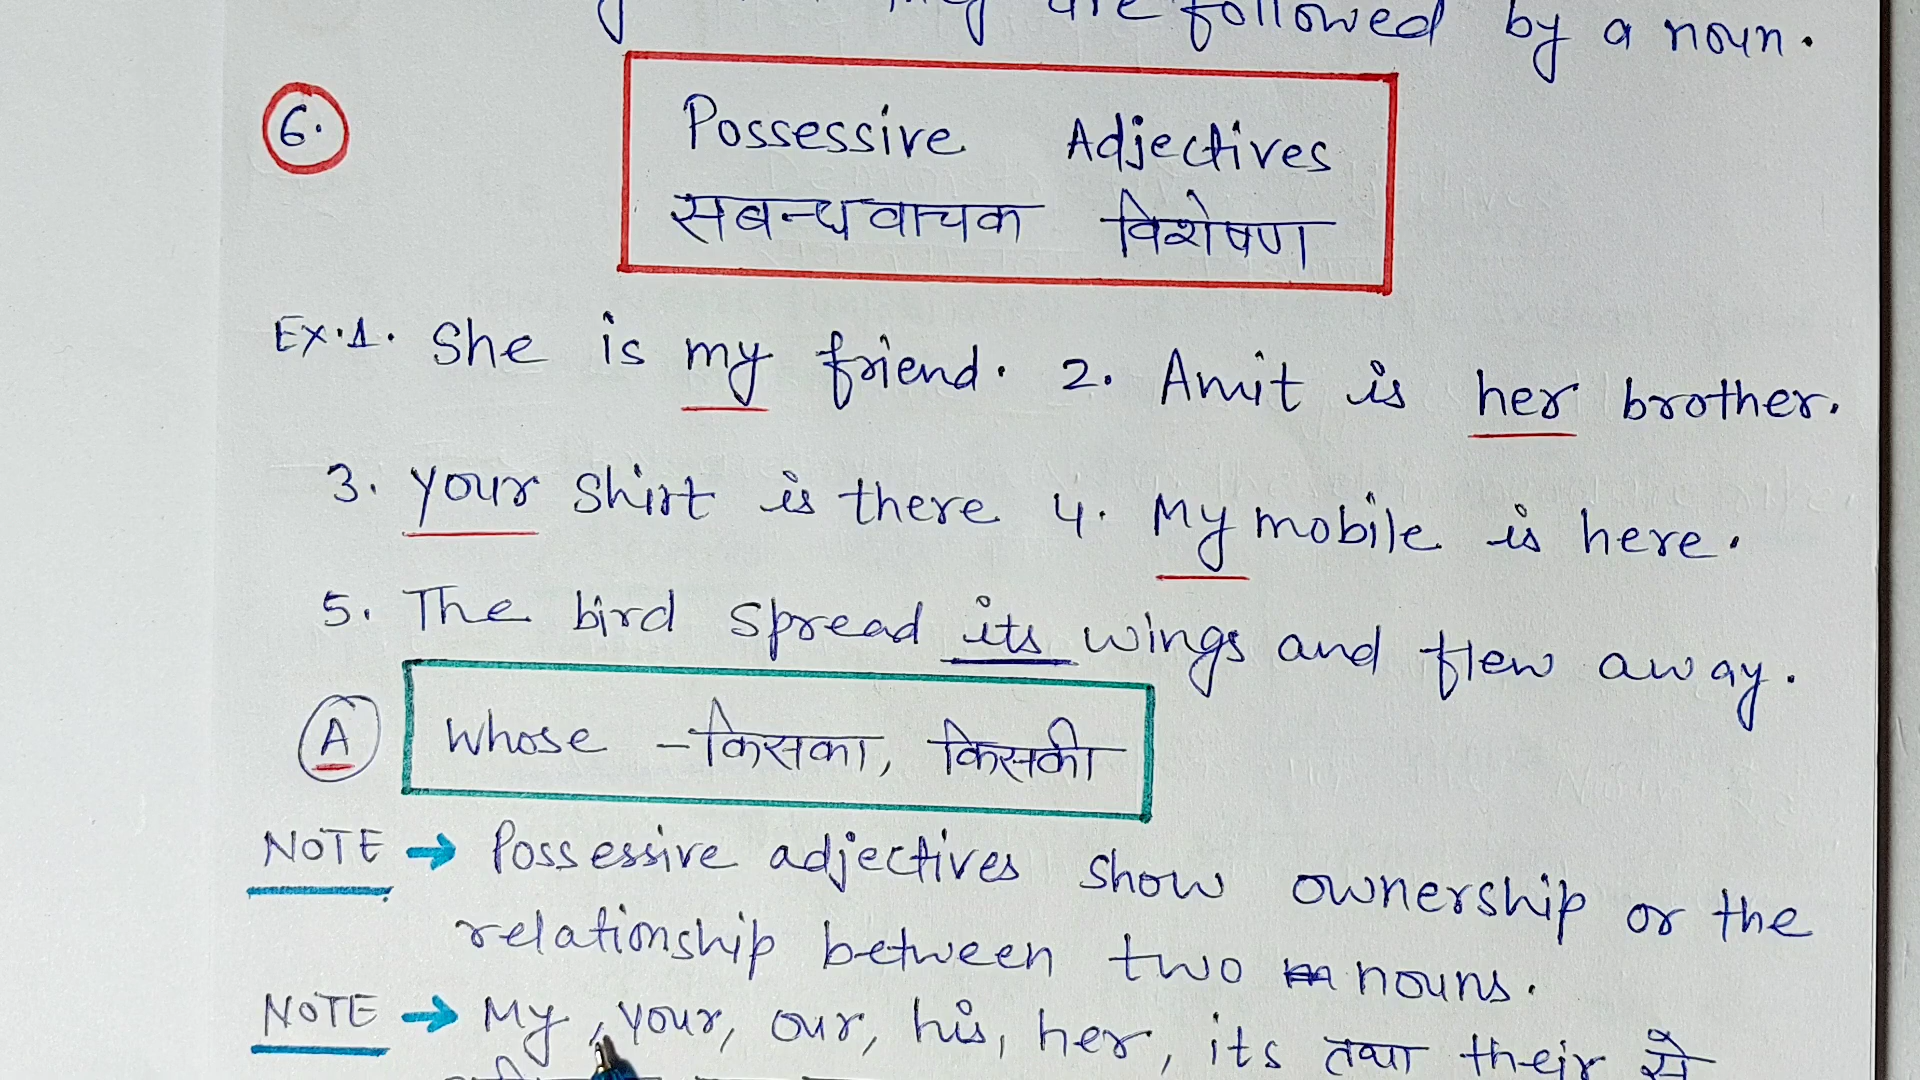 are followed by a noun.
6.
Possessive Adjectives
सबन्धवाचक विशेषण
Ex.1. She is my friend. 2. Amit is her brother.
3. Your Shirt is there 4. My mobile is here.
5. The bird spread its wings and flew away.
A Whose - किसका, किसकी
NOTE → Possessive adjectives show ownership or the
relationship between two nouns.
NOTE → My, your, our, his, her, its तथा their से